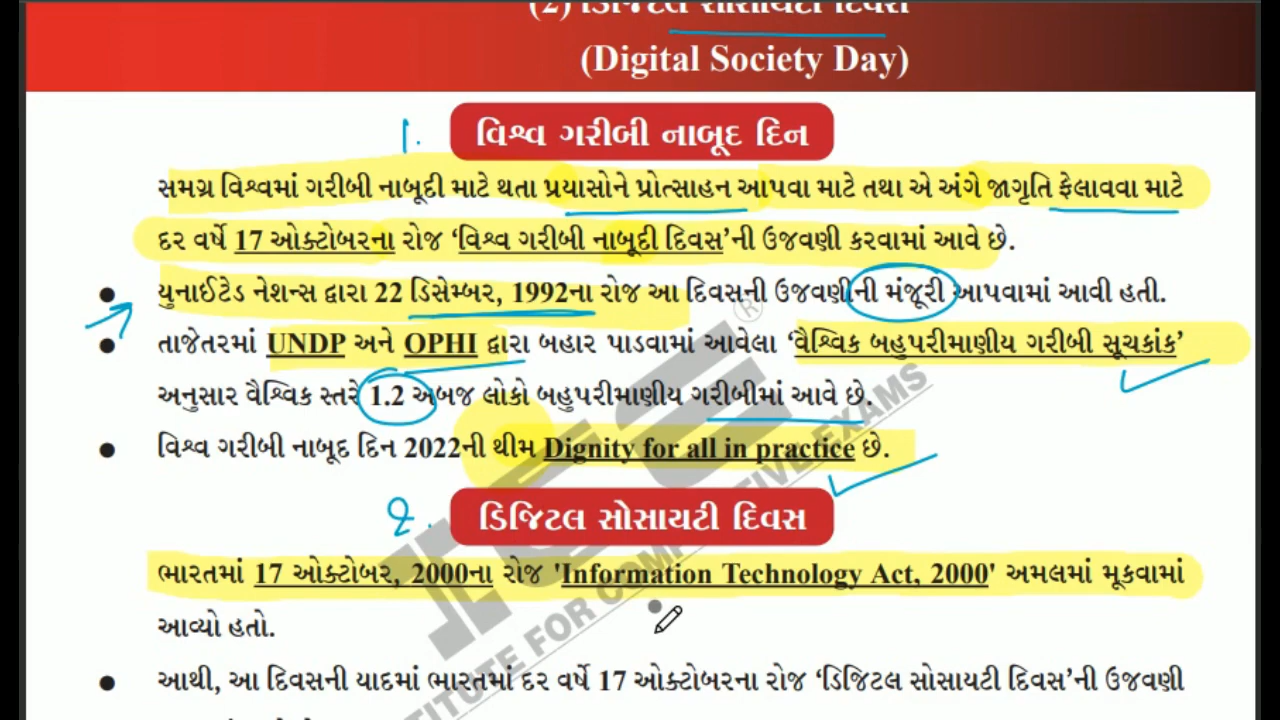 (2) ડિજિટલ સોસાયટી દિવસ
(Digital Society Day)
1.
વિશ્વ ગરીબી નાબૂદ દિન
સમગ્ર વિશ્વમાં ગરીબી નાબૂદી માટે થતા પ્રયાસોને પ્રોત્સાહન આપવા માટે તથા એ અંગે જાગૃતિ ફેલાવવા માટે
દર વર્ષે 17 ઓક્ટોબરના રોજ ‘વિશ્વ ગરીબી નાબૂદી દિવસ’ની ઉજવણી કરવામાં આવે છે.
● યુનાઈટેડ નેશન્સ દ્વારા 22 ડિસેમ્બર, 1992ના રોજ આ દિવસની ઉજવણીની મંજૂરી આપવામાં આવી હતી.
● તાજેતરમાં UNDP અને OPHI દ્વારા બહાર પાડવામાં આવેલા ‘વૈશ્વિક બહુપરીમાણીય ગરીબી સૂચકાંક’
અનુસાર વૈશ્વિક સ્તરે 1.2 અબજ લોકો બહુપરીમાણીય ગરીબીમાં આવે છે.
● વિશ્વ ગરીબી નાબૂદ દિન 2022ની થીમ Dignity for all in practice છે.
2.
ડિજિટલ સોસાયટી દિવસ
ભારતમાં 17 ઓક્ટોબર, 2000ના રોજ 'Information Technology Act, 2000' અમલમાં મૂકવામાં
આવ્યો હતો.
● આથી, આ દિવસની યાદમાં ભારતમાં દર વર્ષે 17 ઓક્ટોબરના રોજ ‘ડિજિટલ સોસાયટી દિવસ’ની ઉજવણી